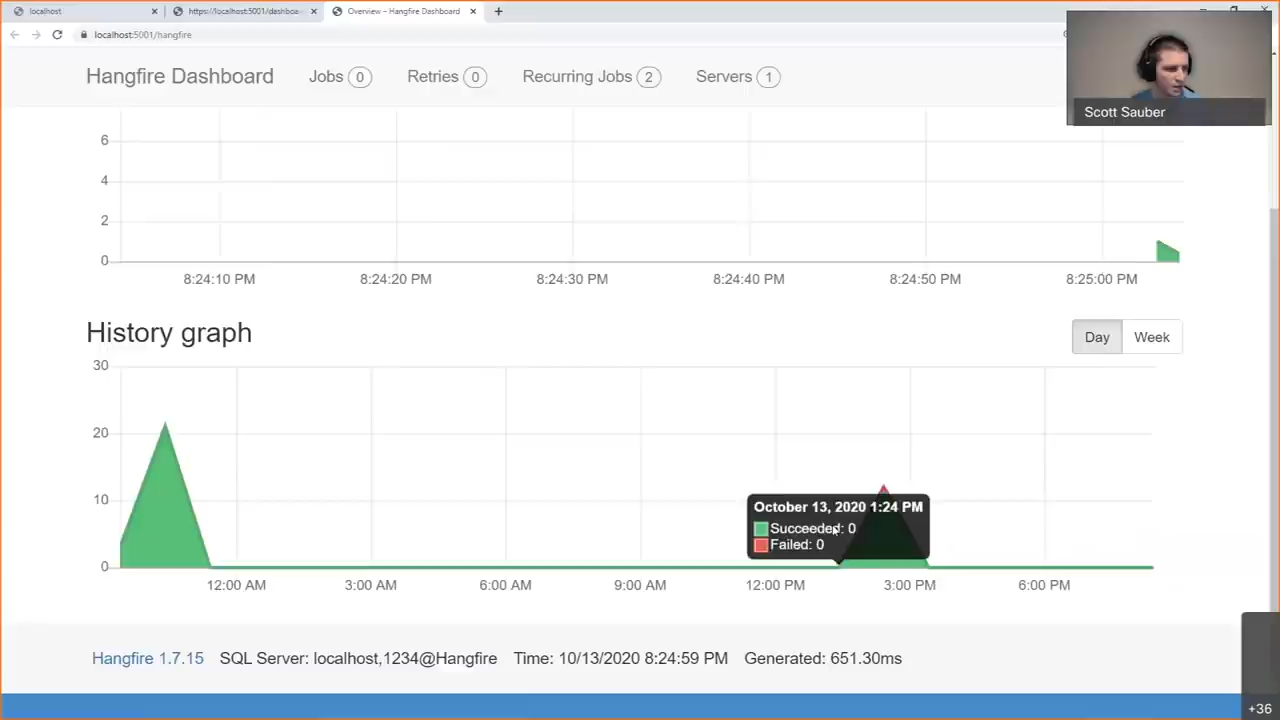 localhost
https://localhost:5001/dashboa
Overview – Hangfire Dashboard
localhost:5001/hangfire
Hangfire Dashboard
Jobs 0
Retries 0
Recurring Jobs 2
Servers 1
Scott Sauber
6
4
2
0
8:24:10 PM
8:24:20 PM
8:24:30 PM
8:24:40 PM
8:24:50 PM
8:25:00 PM
History graph
Day
Week
30
20
10
0
October 13, 2020 1:24 PM
Succeeded: 0
Failed: 0
12:00 AM
3:00 AM
6:00 AM
9:00 AM
12:00 PM
3:00 PM
6:00 PM
Hangfire 1.7.15
SQL Server: localhost,1234@Hangfire
Time: 10/13/2020 8:24:59 PM
Generated: 651.30ms
+36